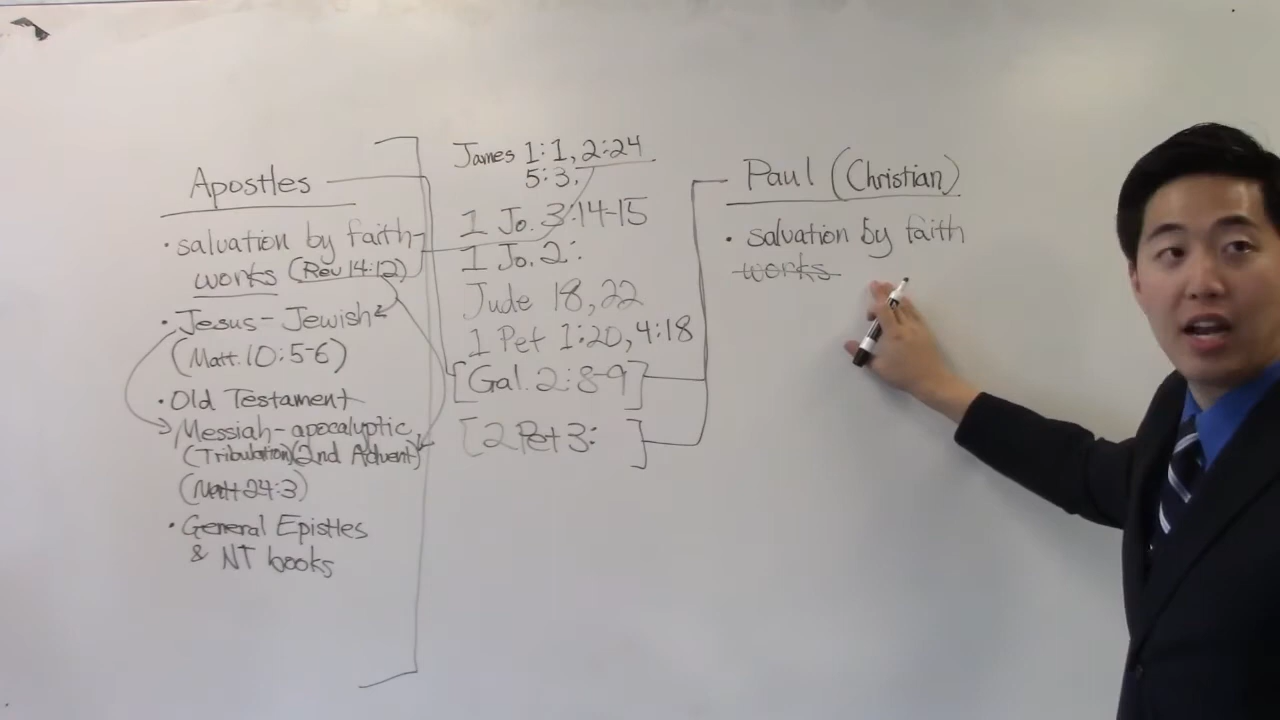 Apostles
• salvation by faith-
works (Rev 14:12)
• Jesus - Jewish
(Matt. 10:5-6)
• Old Testament
Messiah - apocalyptic
(Tribulation)(2nd Advent)
(Matt 24:3)
• General Epistles
& NT books
James 1:1, 2:24
5:3,
1 Jo. 3:14-15
1 Jo. 2:
Jude 18, 22
1 Pet 1:20, 4:18
[Gal. 2:8-9]
[2 Pet 3: ]
Paul (Christian)
• salvation by faith
works